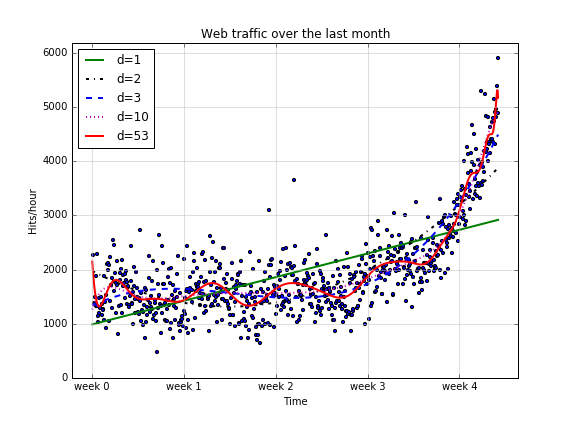 Web traffic over the last month
6000
5000
4000
3000
2000
1000
0
Hits/hour
d=1
d=2
d=3
d=10
d=53
week 0 week 1 week 2 week 3 week 4
Time